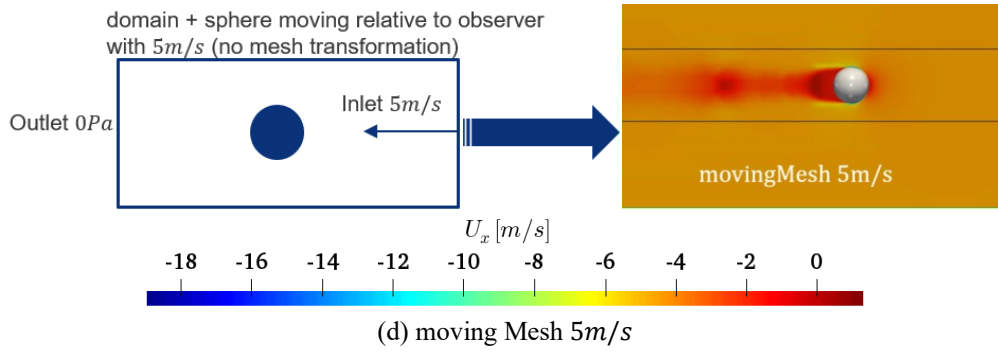 domain + sphere moving relative to observer
with 5m/s (no mesh transformation)
Inlet 5m/s
Outlet 0Pa
movingMesh 5m/s
U_x [m/s]
-18 -16 -14 -12 -10 -8 -6 -4 -2 0
(d) moving Mesh 5m/s